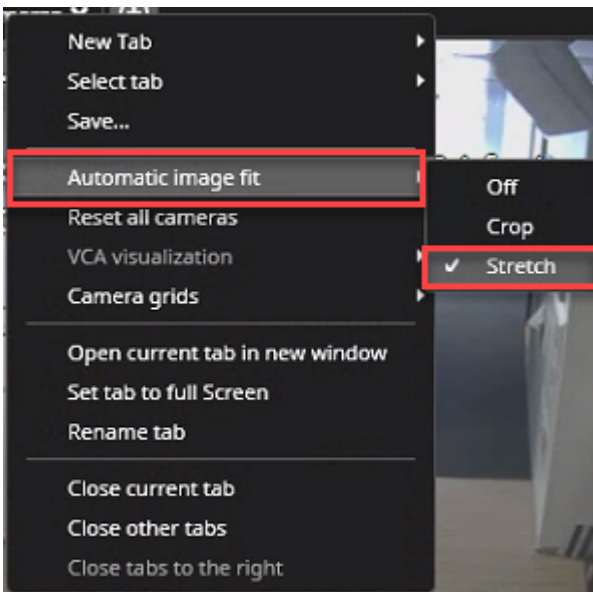 New Tab
Select tab
Save...
Automatic image fit
Off
Reset all cameras
Crop
VCA visualization
Stretch
Camera grids
Open current tab in new window
Set tab to full Screen
Rename tab
Close current tab
Close other tabs
Close tabs to the right